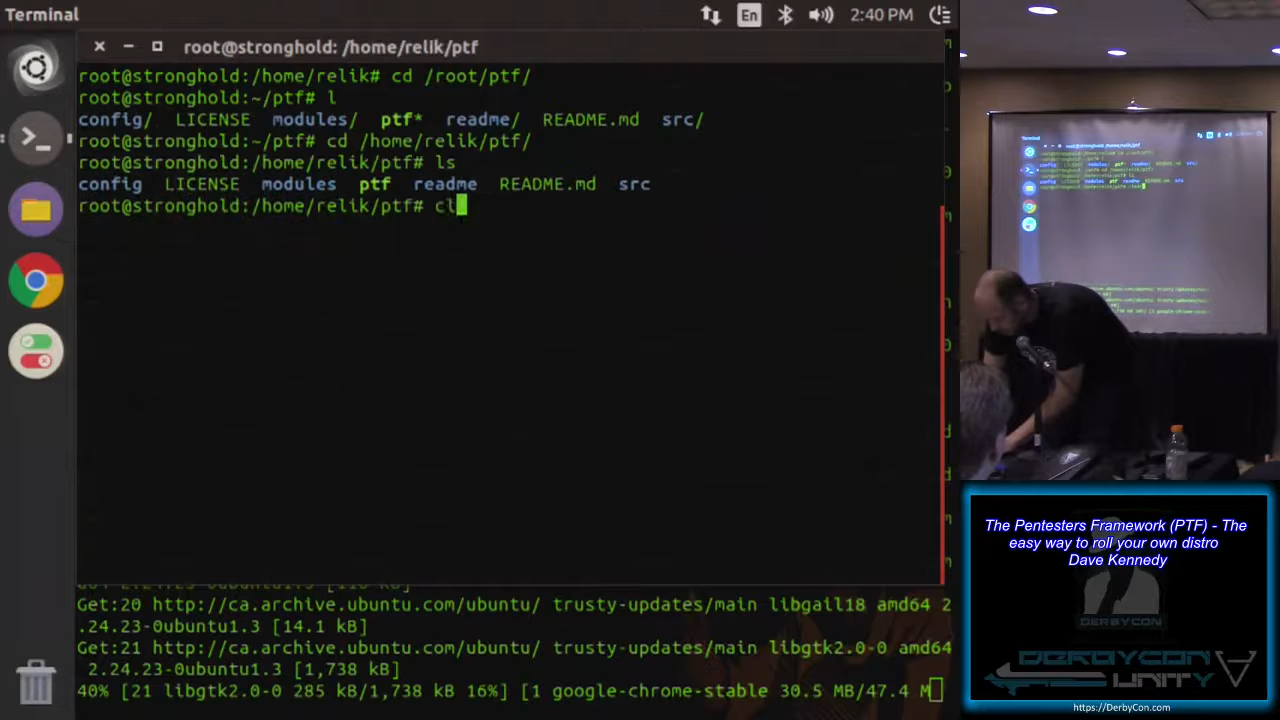 Terminal
En
2:40 PM
root@stronghold: /home/relik/ptf
root@stronghold:/home/relik# cd /root/ptf/
root@stronghold:~/ptf# l
config/ LICENSE modules/ ptf* readme/ README.md src/
root@stronghold:~/ptf# cd /home/relik/ptf/
root@stronghold:/home/relik/ptf# ls
config LICENSE modules ptf readme README.md src
root@stronghold:/home/relik/ptf# cl
Get:20 http://ca.archive.ubuntu.com/ubuntu/ trusty-updates/main libgail18 amd64 2
.24.23-0ubuntu1.3 [14.1 kB]
Get:21 http://ca.archive.ubuntu.com/ubuntu/ trusty-updates/main libgtk2.0-0 amd64
2.24.23-0ubuntu1.3 [1,738 kB]
40% [21 libgtk2.0-0 285 kB/1,738 kB 16%] [1 google-chrome-stable 30.5 MB/47.4 M
The Pentesters Framework (PTF) - The
easy way to roll your own distro
Dave Kennedy
DERBYCON
DERBYCON
UNITY
https://DerbyCon.com